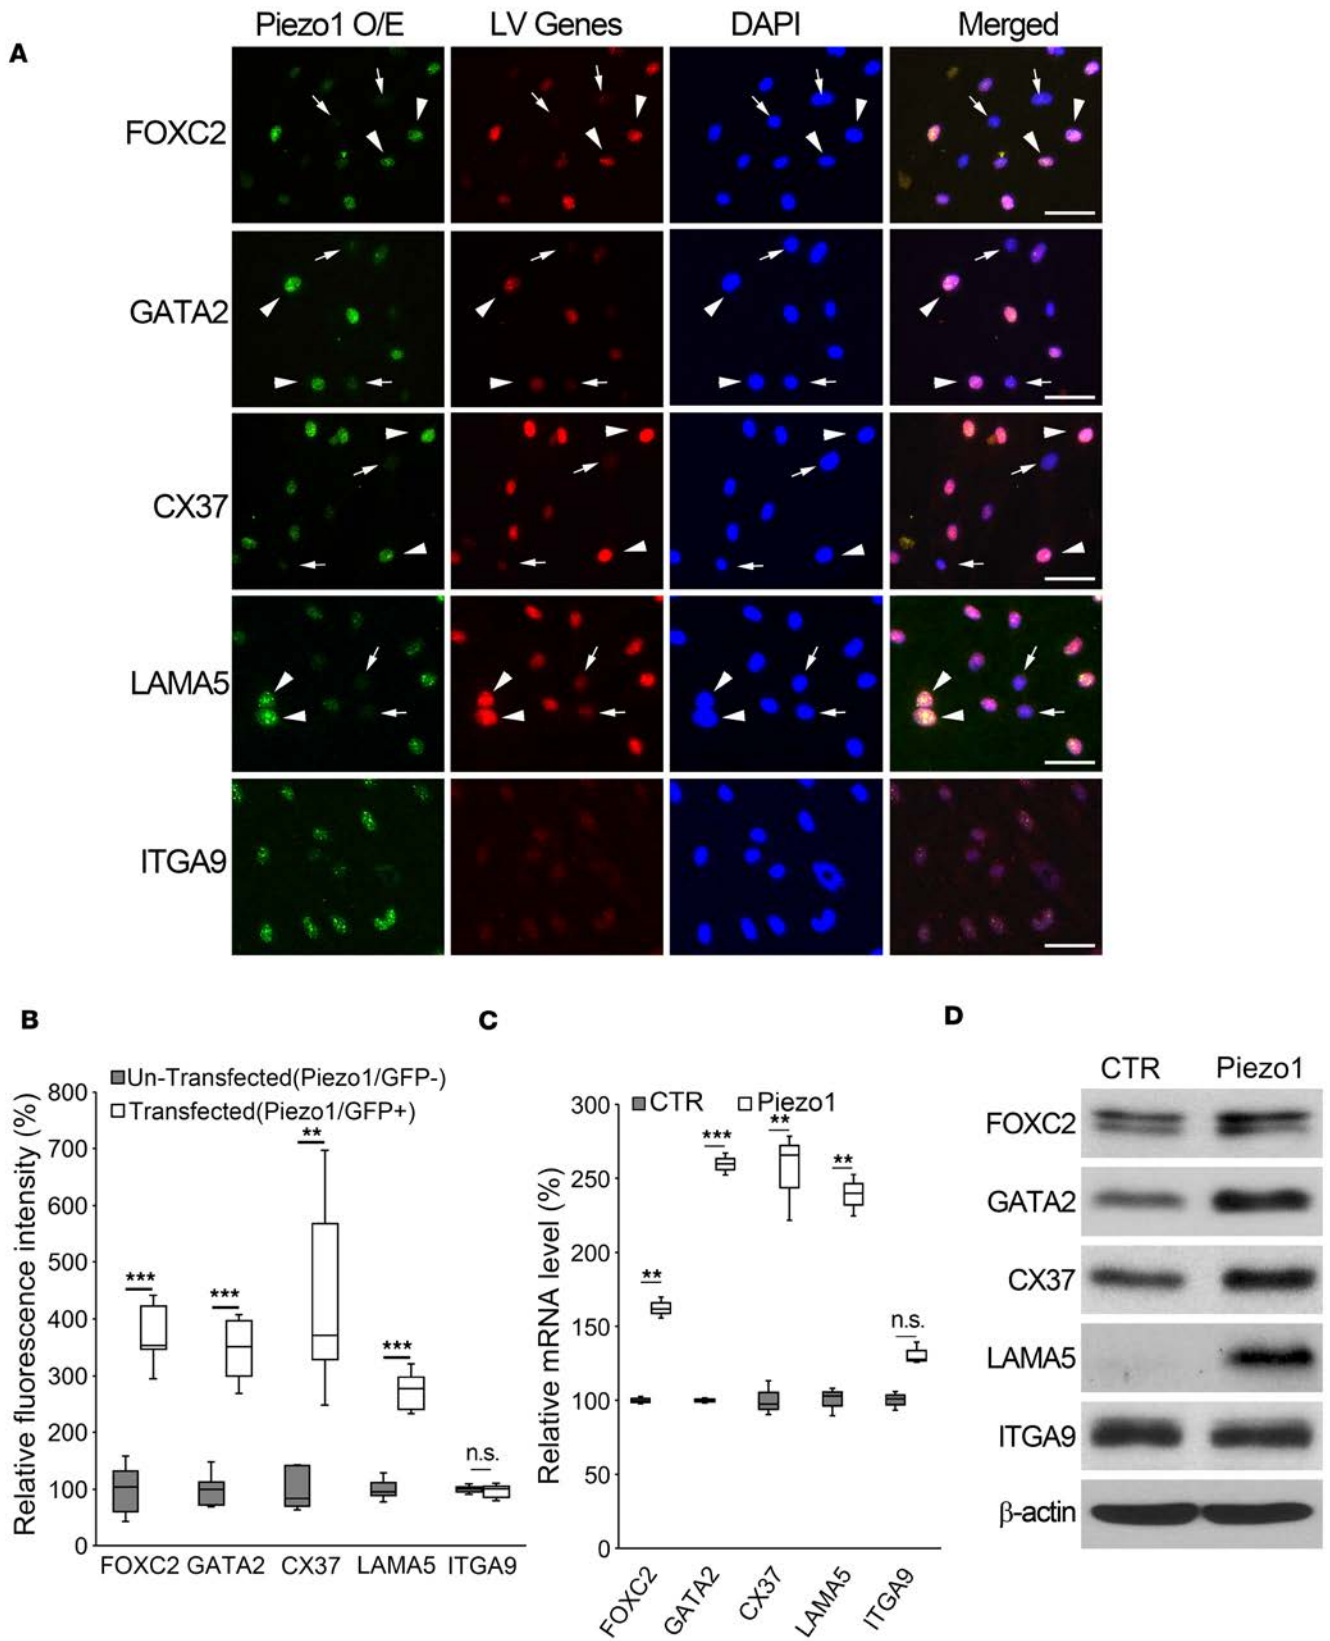 A
Piezo1 O/E LV Genes DAPI Merged
FOXC2
GATA2
CX37
LAMA5
ITGA9
B
Un-Transfected(Piezo1/GFP-)
Transfected(Piezo1/GFP+)
Relative fluorescence intensity (%)
800
700
600
500
400
300
200
100
0
***
***
**
***
n.s.
FOXC2 GATA2 CX37 LAMA5 ITGA9
C
CTR Piezo1
Relative mRNA level (%)
300
250
200
150
100
50
0
**
***
**
**
n.s.
FOXC2
GATA2
CX37
LAMA5
ITGA9
D
CTR Piezo1
FOXC2
GATA2
CX37
LAMA5
ITGA9
β-actin